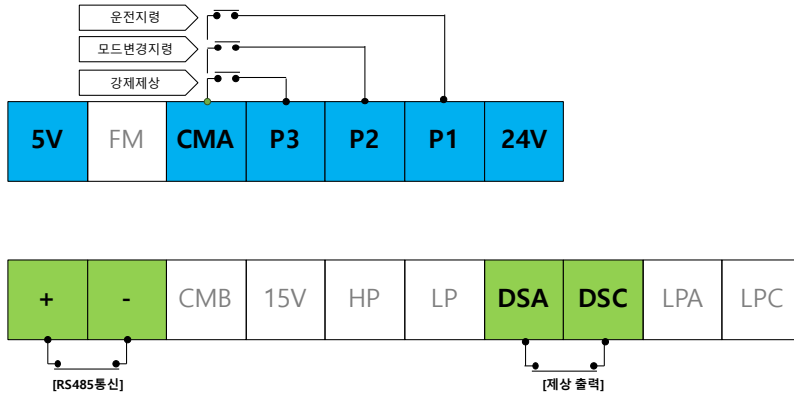 운전지령
모드변경지령
강제제상
5V FM CMA P3 P2 P1 24V
+ - CMB 15V HP LP DSA DSC LPA LPC
[RS485통신] [제상 출력]